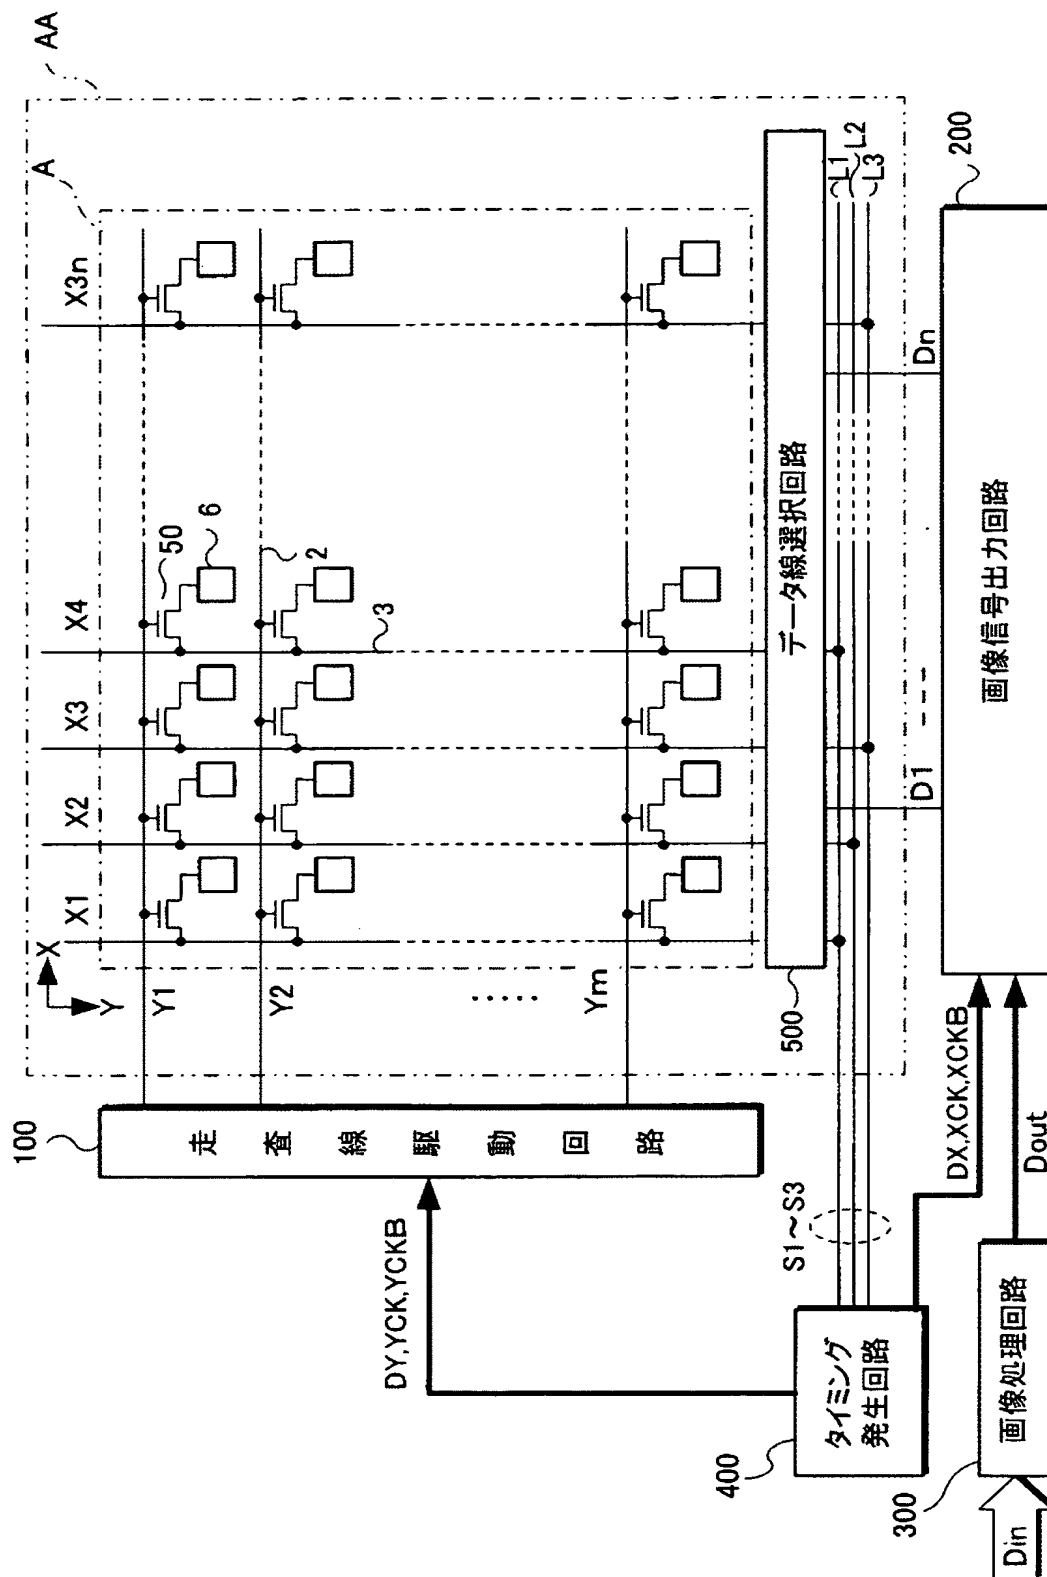 AA
A
X
Y
X1
X2
X3
X4
X3n
Y1
50
6
Y2
2
3
・・・・・
Ym
100
走査線駆動回路
DY,YCK,YCKB
500
データ線選択回路
L1
L2
L3
S1～S3
D1
Dn
200
画像信号出力回路
400
タイミング
発生回路
DX,XCK,XCKB
Dout
300
画像処理回路
Din